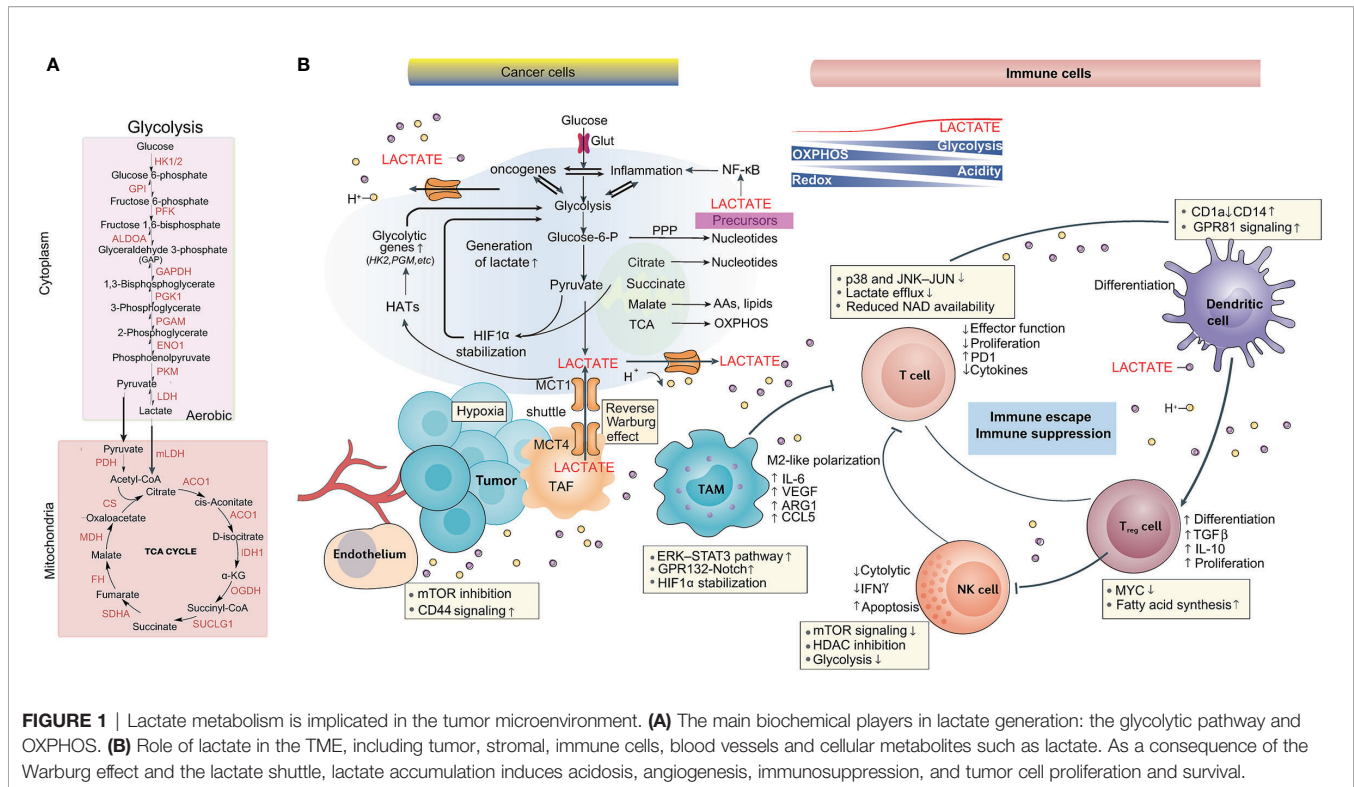 A
Glycolysis
Glucose
HK1/2
Glucose 6-phosphate
GPI
Fructose 6-phosphate
PFK
Fructose 1,6-bisphosphate
ALDOA
Glyceraldehyde 3-phosphate
(GAP)
GAPDH
1,3-Bisphosphoglycerate
PGK1
3-Phosphoglycerate
PGAM
2-Phosphoglycerate
ENO1
Phosphoenolpyruvate
PKM
Pyruvate
LDH
Lactate
Aerobic
Cytoplasm
Pyruvate
mLDH
PDH
Acetyl-CoA
Citrate
ACO1
CS
cis-Aconitate
Oxaloacetate
ACO1
MDH
D-isocitrate
TCA CYCLE
IDH1
Malate
α-KG
FH
OGDH
Fumarate
Succinyl-CoA
SDHA
SUCLG1
Succinate
Mitochondria
B
Cancer cells
Glucose
Glut
LACTATE
oncogenes
Inflammation
NF-κB
H+
LACTATE
Precursors
Glycolysis
Glycolytic
genes ↑
(HK2,PGM,etc)
Generation
of lactate ↑
Glucose-6-P
PPP
Nucleotides
Citrate
Nucleotides
Pyruvate
Succinate
Malate
AAs, lipids
HATs
TCA
OXPHOS
HIF1α
stabilization
LACTATE
LACTATE
H+
MCT1
Hypoxia
shuttle
Reverse
Warburg
effect
MCT4
LACTATE
Tumor
TAF
Endothelium
• mTOR inhibition
• CD44 signaling ↑
TAM
M2-like polarization
↑ IL-6
↑ VEGF
↑ ARG1
↑ CCL5
• ERK–STAT3 pathway ↑
• GPR132-Notch↑
• HIF1α stabilization
Immune cells
LACTATE
Glycolysis
OXPHOS
Acidity
Redox
• CD1a↓CD14↑
• GPR81 signaling ↑
• p38 and JNK–JUN ↓
• Lactate efflux↓
• Reduced NAD availability
Differentiation
Dendritic
cell
↓Effector function
↓Proliferation
↑PD1
↓Cytokines
T cell
LACTATE
H+
Immune escape
Immune suppression
Treg cell
↑ Differentiation
↑TGFβ
↑ IL-10
↑ Proliferation
• MYC ↓
• Fatty acid synthesis↑
NK cell
↓Cytolytic
↓IFNγ
↑ Apoptosis
• mTOR signaling↓
• HDAC inhibition
• Glycolysis ↓
FIGURE 1 | Lactate metabolism is implicated in the tumor microenvironment. (A) The main biochemical players in lactate generation: the glycolytic pathway and
OXPHOS. (B) Role of lactate in the TME, including tumor, stromal, immune cells, blood vessels and cellular metabolites such as lactate. As a consequence of the
Warburg effect and the lactate shuttle, lactate accumulation induces acidosis, angiogenesis, immunosuppression, and tumor cell proliferation and survival.